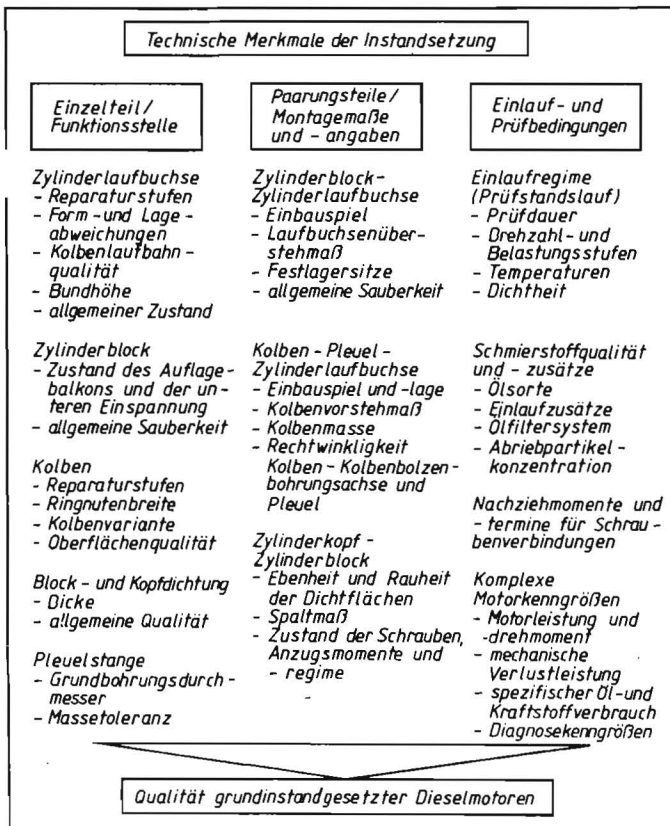 Technische Merkmale der Instandsetzung
Einzelteil/
Funktionsstelle
Zylinderlaufbuchse
- Reparaturstufen
- Form- und Lage-
abweichungen
- Kolbenlaufbahn-
qualität
- Bundhöhe
- allgemeiner Zustand
Zylinderblock
- Zustand des Auflage-
balkons und der un-
teren Einspannung
- allgemeine Sauberkeit
Kolben
- Reparaturstufen
- Ringnutenbreite
- Kolbenvariante
- Oberflächenqualität
Block- und Kopfdichtung
- Dicke
- allgemeine Qualität
Pleuelstange
- Grundbohrungsdurch-
messer
- Massetoleranz
Paarungsteile/
Montagemaße
und -angaben
Zylinderblock-
Zylinderlaufbuchse
- Einbauspiel
- Laufbuchsenüber-
stehmaß
- Festlagersitze
- allgemeine Sauberkeit
Kolben - Pleuel -
Zylinderlaufbuchse
- Einbauspiel und -lage
- Kolbenvorstehmaß
- Kolbenmasse
- Rechtwinkligkeit
Kolben - Kolbenbolzen-
bohrungsachse und
Pleuel
Zylinderkopf -
Zylinderblock
- Ebenheit und Rauheit
der Dichtflächen
- Spaltmaß
- Zustand der Schrauben,
Anzugsmomente und
- regime
Einlauf- und
Prüfbedingungen
Einlaufregime
(Prüfstandslauf)
- Prüfdauer
- Drehzahl- und
Belastungsstufen
- Temperaturen
- Dichtheit
Schmierstoffqualität
und -zusätze
- Ölsorte
- Einlaufzusätze
- Ölfiltersystem
- Abriebpartikel-
konzentration
Nachziehmomente und
- termine für Schrau-
benverbindungen
Komplexe
Motorkenngrößen
- Motorleistung und
-drehmoment
- mechanische
Verlustleistung
- spezifischer Öl- und
Kraftstoffverbrauch
- Diagnosekenngrößen
Qualität grundinstandgesetzter Dieselmotoren